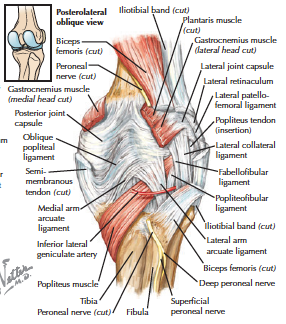 Posterolateral
oblique view
Iliotibial band (cut)
Plantaris muscle
(cut)
Gastrocnemius muscle
(lateral head cut)
Biceps
femoris (cut)
Peroneal
nerve (cut)
Gastrocnemius muscle
(medial head cut)
Posterior joint
capsule
Oblique
popliteal
ligament
Semi-
membranous
tendon (cut)
Medial arm
arcuate
ligament
Inferior lateral
geniculate artery
Popliteus muscle
Tibia
Peroneal nerve (cut)
Fibula
Lateral joint capsule
Lateral retinaculum
Lateral patello-
femoral ligament
Popliteus tendon
(insertion)
Lateral collateral
ligament
Fabellofibular
ligament
Popliteofibular
ligament
Iliotibial band (cut)
Lateral arm
arcuate ligament
Biceps femoris (cut)
Deep peroneal nerve
Superficial
peroneal nerve